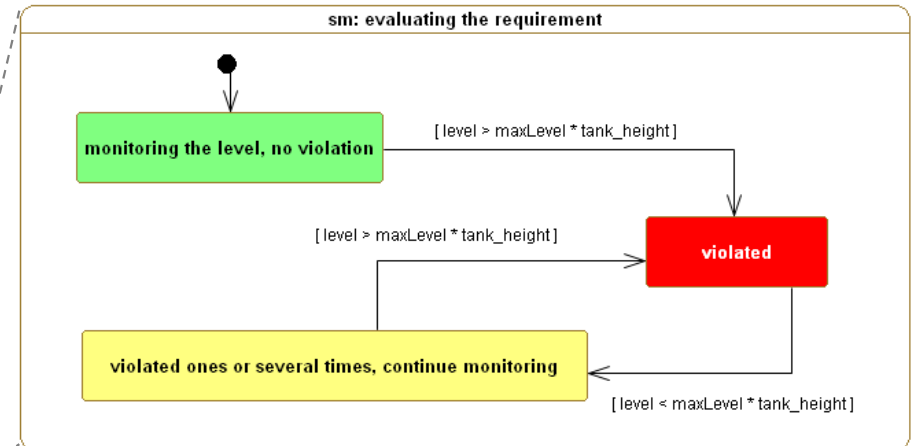 sm: evaluating the requirement
[ level > maxLevel * tank_height ]
monitoring the level, no violation
[ level > maxLevel * tank_height ]
violated
violated ones or several times, continue monitoring
[ level < maxLevel * tank_height ]